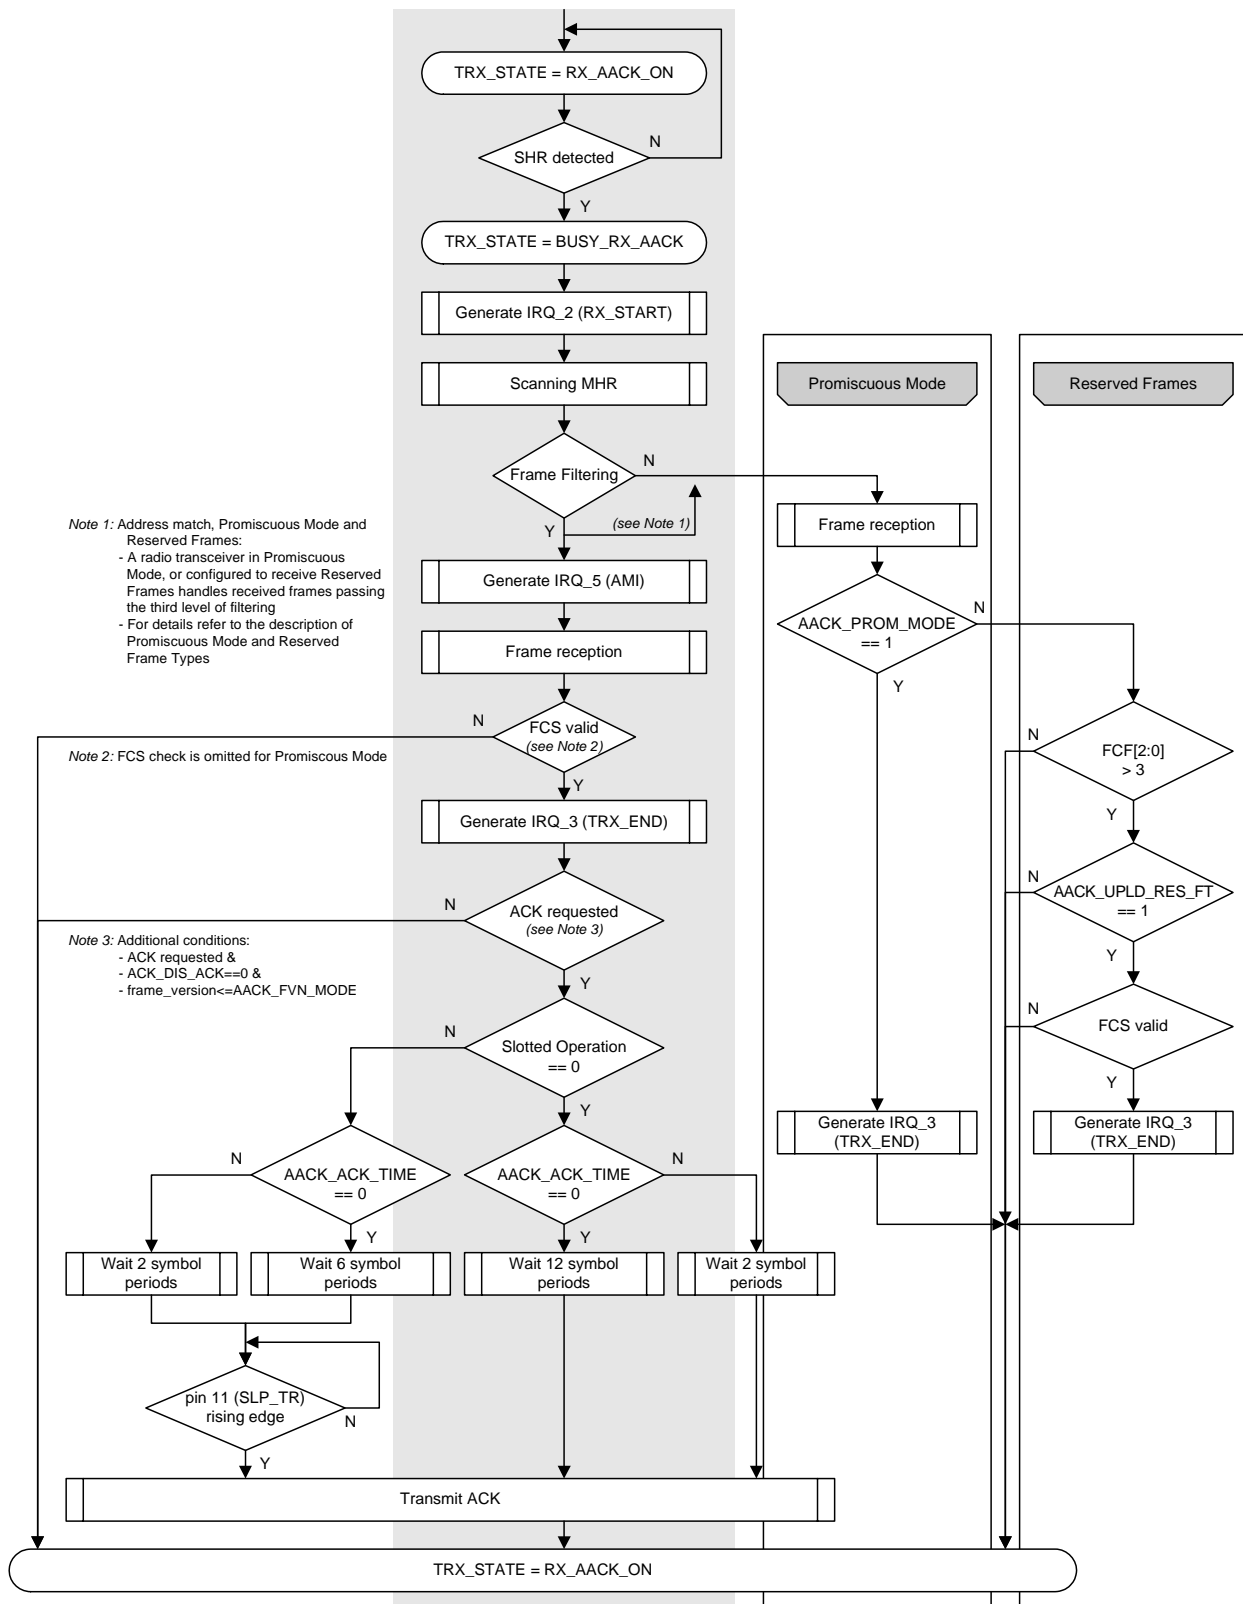 TRX_STATE = RX_AACK_ON
N
SHR detected
Y
TRX_STATE = BUSY_RX_AACK
Generate IRQ_2 (RX_START)
Scanning MHR
Promiscuous Mode
Reserved Frames
Frame Filtering
N
Y
(see Note 1)
Frame reception
Note 1: Address match, Promiscuous Mode and
Reserved Frames:
- A radio transceiver in Promiscuous
Mode, or configured to receive Reserved
Frames handles received frames passing
the third level of filtering
- For details refer to the description of
Promiscuous Mode and Reserved
Frame Types
Generate IRQ_5 (AMI)
AACK_PROM_MODE
== 1
N
Y
Frame reception
N
FCS valid
(see Note 2)
Y
Note 2: FCS check is omitted for Promiscous Mode
N
FCF[2:0]
> 3
Y
Generate IRQ_3 (TRX_END)
N
ACK requested
(see Note 3)
Y
N
AACK_UPLD_RES_FT
== 1
Y
Note 3: Additional conditions:
- ACK requested &
- ACK_DIS_ACK==0 &
- frame_version<=AACK_FVN_MODE
N
Slotted Operation
== 0
Y
N
FCS valid
Y
Generate IRQ_3
(TRX_END)
Generate IRQ_3
(TRX_END)
N
AACK_ACK_TIME
== 0
Y
AACK_ACK_TIME
== 0
N
Y
Wait 2 symbol
periods
Wait 6 symbol
periods
Wait 12 symbol
periods
Wait 2 symbol
periods
pin 11 (SLP_TR)
rising edge
N
Y
Transmit ACK
TRX_STATE = RX_AACK_ON